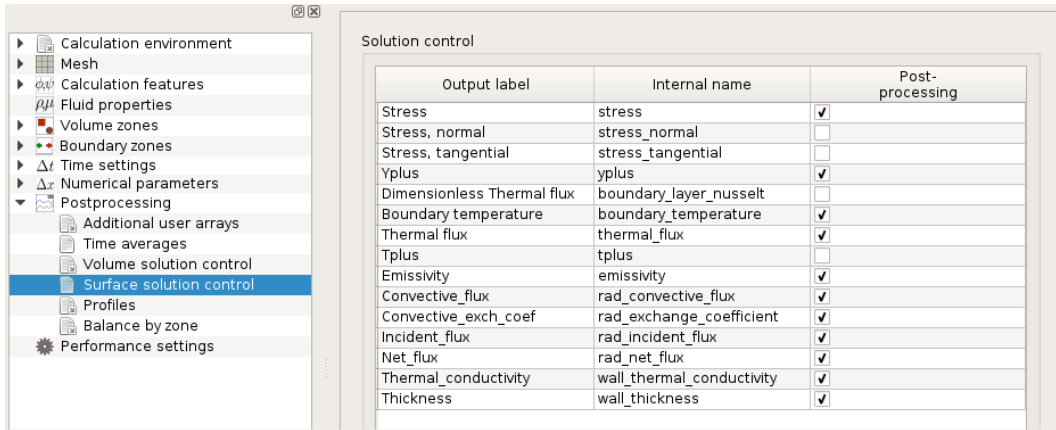 Calculation environment
Mesh
Calculation features
Fluid properties
Volume zones
Boundary zones
Δt Time settings
Δx Numerical parameters
Postprocessing
Additional user arrays
Time averages
Volume solution control
Surface solution control
Profiles
Balance by zone
Performance settings
Solution control
Output label Internal name Post-
processing
Stress stress
Stress, normal stress_normal
Stress, tangential stress_tangential
Yplus yplus
Dimensionless Thermal flux boundary_layer_nusselt
Boundary temperature boundary_temperature
Thermal flux thermal_flux
Tplus tplus
Emissivity emissivity
Convective_flux rad_convective_flux
Convective_exch_coef rad_exchange_coefficient
Incident_flux rad_incident_flux
Net_flux rad_net_flux
Thermal_conductivity wall_thermal_conductivity
Thickness wall_thickness